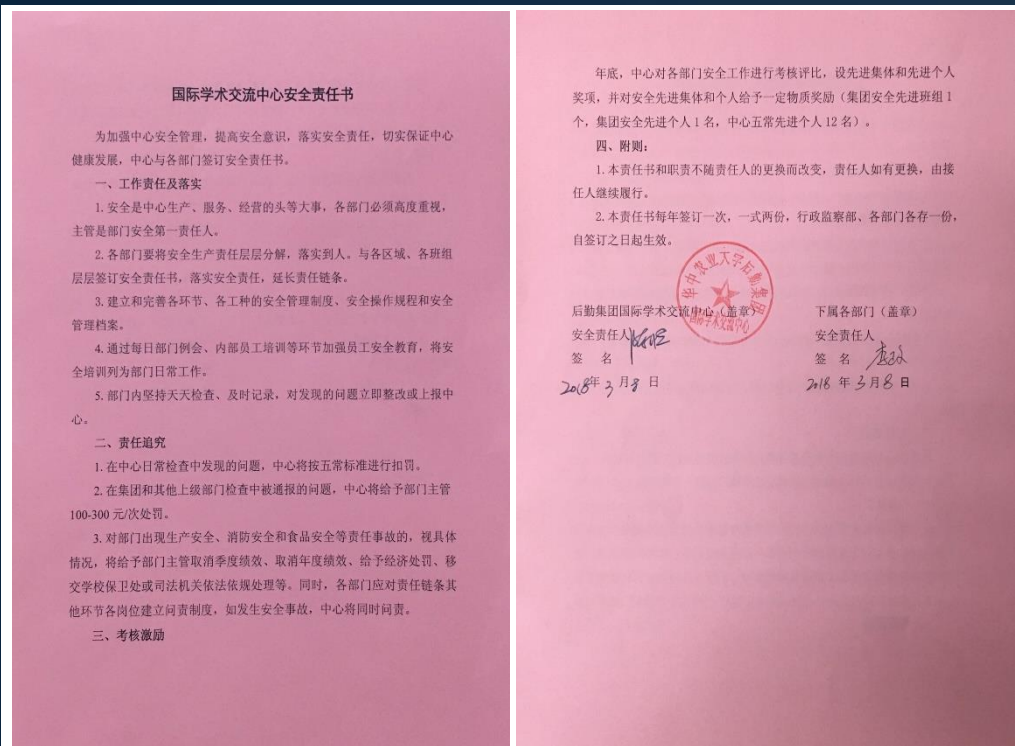 国际学术交流中心安全责任书
为加强中心安全管理，提高安全意识，落实安全责任，切实保证中心
健康发展，中心与各部门签订安全责任书。
一、工作责任及落实
1. 安全是中心生产、服务、经营的头等大事，各部门必须高度重视，
主管是部门安全第一责任人。
2. 各部门要将安全生产责任层层分解，落实到人。与各区域、各班组
层层签订安全责任书，落实安全责任，延长责任链条。
3. 建立和完善各环节、各工种的安全管理制度、安全操作规程和安全
管理档案。
4. 通过每日部门例会、内部员工培训等环节加强员工安全教育，将安
全培训列为部门日常工作。
5. 部门内坚持天天检查、及时记录，对发现的问题立即整改或上报中
心。
二、责任追究
1. 在中心日常检查中发现的问题，中心将按五常标准进行扣罚。
2. 在集团和其他上级部门检查中被通报的问题，中心将给予部门主管
100-300 元/次处罚。
3. 对部门出现生产安全、消防安全和食品安全等责任事故的，视具体
情况，将给予部门主管取消季度绩效、取消年度绩效、给予经济处罚、移
交学校保卫处或司法机关依法依规处理等。同时，各部门应对责任链条其
他环节各岗位建立问责制度，如发生安全事故，中心将同时问责。
三、考核激励
年底，中心对各部门安全工作进行考核评比，设先进集体和先进个人
奖项，并对安全先进集体和个人给予一定物质奖励（集团安全先进班组 1
个，集团安全先进个人 1 名，中心五常先进个人 12 名）。
四、附则：
1. 本责任书和职责不随责任人的更换而改变，责任人如有更换，由接
任人继续履行。
2. 本责任书每年签订一次，一式两份，行政监察部、各部门各存一份，
自签订之日起生效。
华中农业大学后勤集团
国际学术交流中心
后勤集团国际学术交流中心（盖章）
安全责任人
签 名
2018年 3 月 8 日
下属各部门（盖章）
安全责任人
签 名
2018 年 3 月 8 日